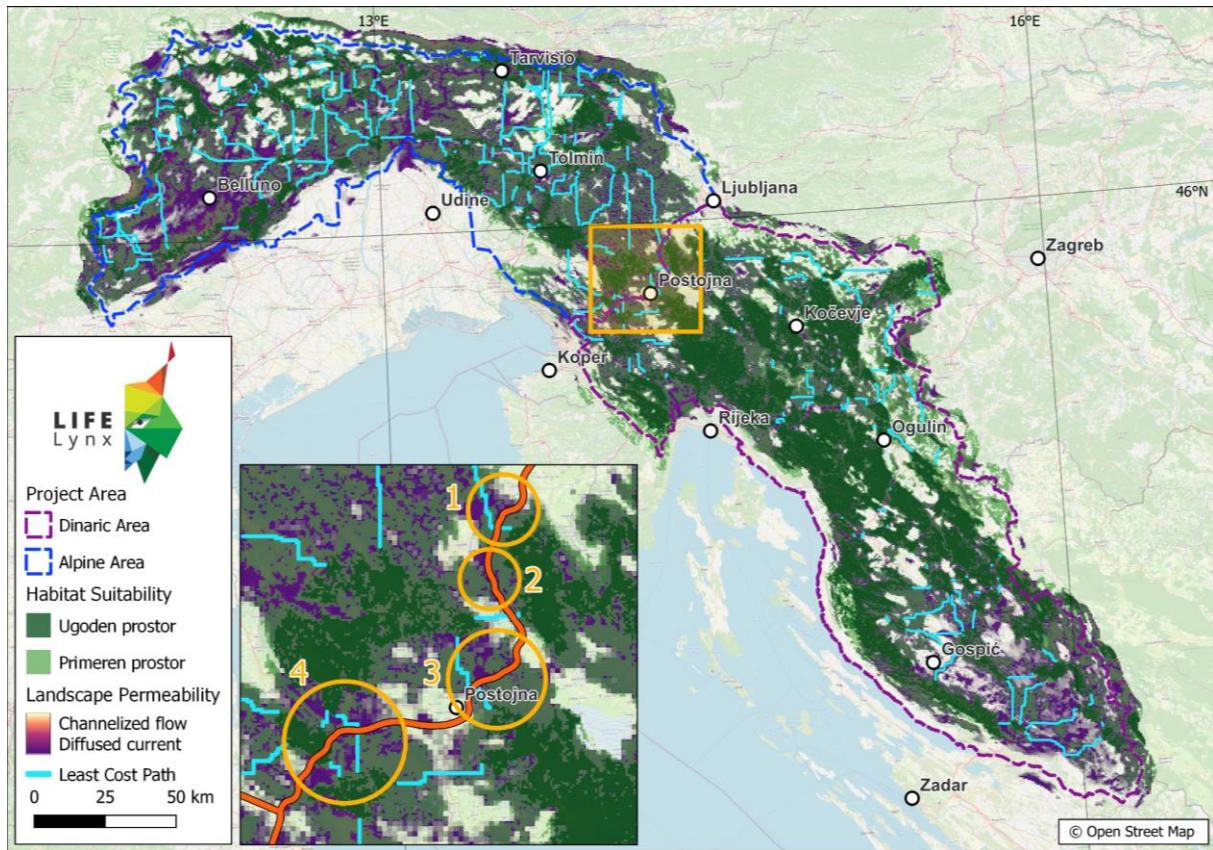 13°E
16°E
Tarvisio
Tolmin
Belluno
Udine
Ljubljana
46°N
Zagreb
Postojna
Kočevje
Koper
Rijeka
Ogulin
Gospić
Zadar
LIFE
Lynx
Project Area
Dinaric Area
Alpine Area
Habitat Suitability
Ugoden prostor
Primeren prostor
Landscape Permeability
Channelized flow
Diffused current
Least Cost Path
0 25 50 km
1
2
3
4
Postojna
© Open Street Map